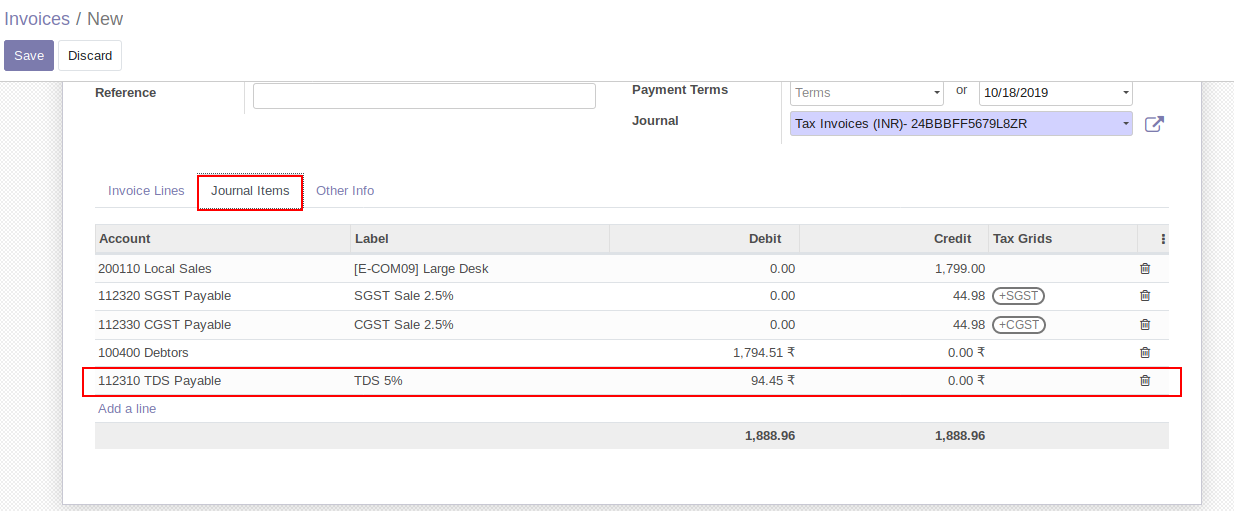 Invoices / New
Save Discard
Reference
Payment Terms Terms or 10/18/2019
Journal Tax Invoices (INR)- 24BBBFF5679L8ZR
Invoice Lines Journal Items Other Info
Account Label Debit Credit Tax Grids
200110 Local Sales [E-COM09] Large Desk 0.00 1,799.00
112320 SGST Payable SGST Sale 2.5% 0.00 44.98 +SGST
112330 CGST Payable CGST Sale 2.5% 0.00 44.98 +CGST
100400 Debtors 1,794.51 ₹ 0.00 ₹
112310 TDS Payable TDS 5% 94.45 ₹ 0.00 ₹
Add a line
1,888.96 1,888.96